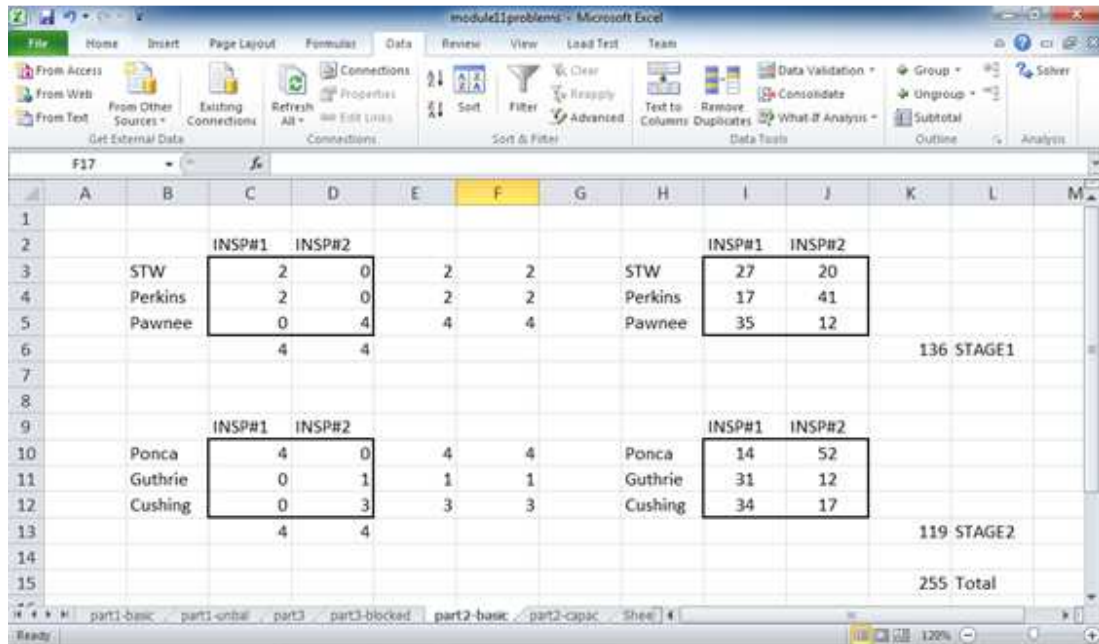 module11problems - Microsoft Excel
File Home Insert Page Layout Formulas Data Review View Load Test Team
From Access
From Web
From Text
From Other Sources
Existing Connections
Get External Data
Refresh All
Connections
Properties
Edit Links
Connections
Sort
Filter
Clear
Reapply
Advanced
Sort & Filter
Text to Columns
Remove Duplicates
Data Validation
Consolidate
What-If Analysis
Data Tools
Group
Ungroup
Subtotal
Outline
Solver
Analysis
F17 fx
A B C D E F G H I J K L M
1
2 INSP#1 INSP#2 INSP#1 INSP#2
3 STW 2 0 2 2 STW 27 20
4 Perkins 2 0 2 2 Perkins 17 41
5 Pawnee 0 4 4 4 Pawnee 35 12
6 4 4 136 STAGE1
7
8
9 INSP#1 INSP#2 INSP#1 INSP#2
10 Ponca 4 0 4 4 Ponca 14 52
11 Guthrie 0 1 1 1 Guthrie 31 12
12 Cushing 0 3 3 3 Cushing 34 17
13 4 4 119 STAGE2
14
15 255 Total
part1-basic part1-unbal part3 part3-blocked part2-basic part2-capac Shee
Ready 120%